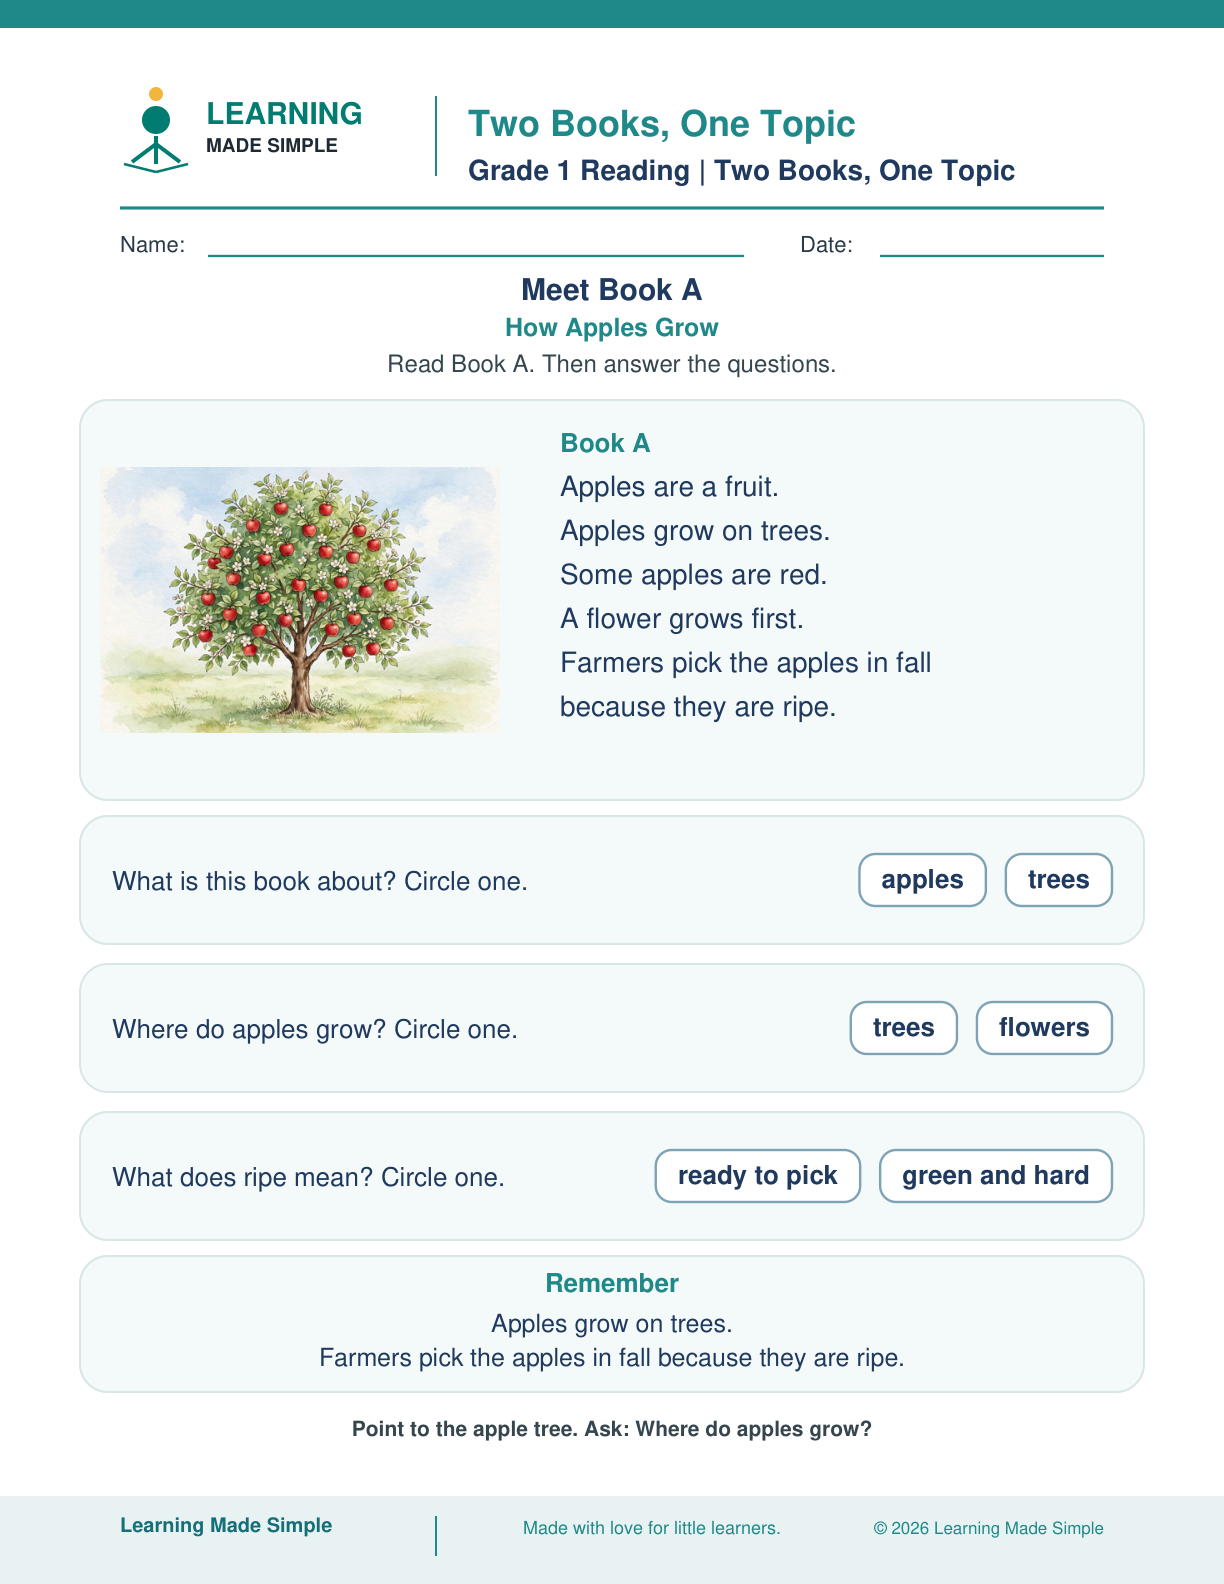 LEARNING
MADE SIMPLE
Two Books, One Topic
Grade 1 Reading | Two Books, One Topic
Name:
Date:
Meet Book A
How Apples Grow
Read Book A. Then answer the questions.
Book A
Apples are a fruit.
Apples grow on trees.
Some apples are red.
A flower grows first.
Farmers pick the apples in fall
because they are ripe.
What is this book about? Circle one.
apples
trees
Where do apples grow? Circle one.
trees
flowers
What does ripe mean? Circle one.
ready to pick
green and hard
Remember
Apples grow on trees.
Farmers pick the apples in fall because they are ripe.
Point to the apple tree. Ask: Where do apples grow?
Learning Made Simple
Made with love for little learners.
© 2026 Learning Made Simple